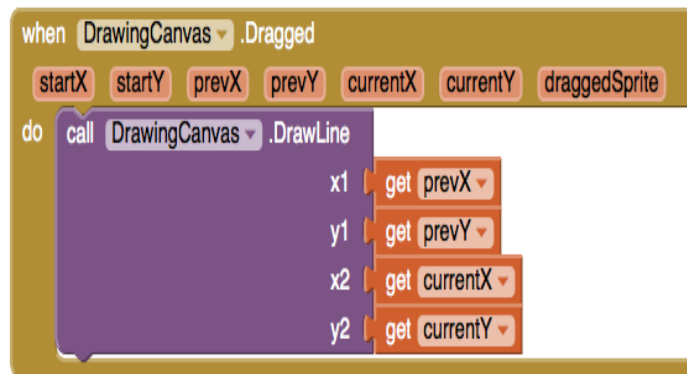 when DrawingCanvas .Dragged
startX startY prevX prevY currentX currentY draggedSprite
do call DrawingCanvas .DrawLine
x1 get prevX
y1 get prevY
x2 get currentX
y2 get currentY